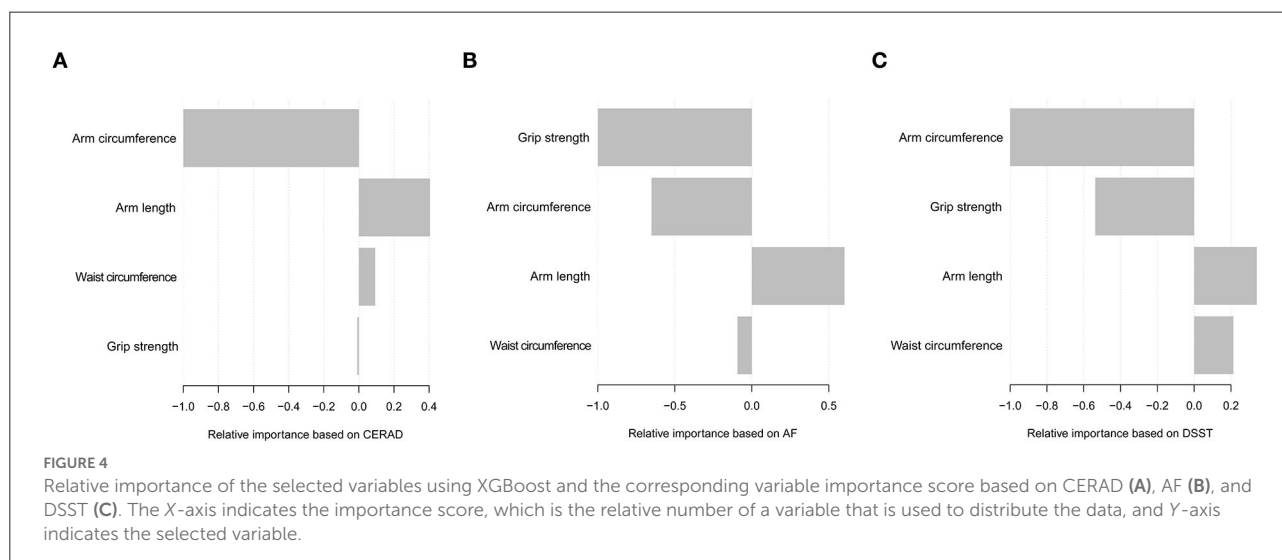 A
Arm circumference
Arm length
Waist circumference
Grip strength
−1.0 −0.8 −0.6 −0.4 −0.2 0.0 0.2 0.4
Relative importance based on CERAD
B
Grip strength
Arm circumference
Arm length
Waist circumference
−1.0 −0.5 0.0 0.5
Relative importance based on AF
C
Arm circumference
Grip strength
Arm length
Waist circumference
−1.0 −0.8 −0.6 −0.4 −0.2 0.0 0.2
Relative importance based on DSST
FIGURE 4
Relative importance of the selected variables using XGBoost and the corresponding variable importance score based on CERAD (A), AF (B), and
DSST (C). The X-axis indicates the importance score, which is the relative number of a variable that is used to distribute the data, and Y-axis
indicates the selected variable.